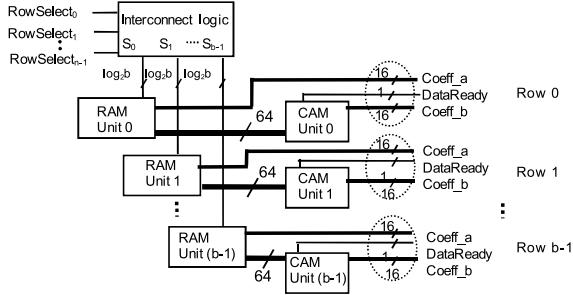 RowSelect0
RowSelect1
RowSelectn-1
Interconnect logic
S0 S1 ···· Sb-1
log2b log2b log2b
RAM
Unit 0
64
CAM
Unit 0
16
1
16
Coeff_a
DataReady
Coeff_b
Row 0
RAM
Unit 1
64
CAM
Unit 1
16
1
16
Coeff_a
DataReady
Coeff_b
Row 1
RAM
Unit (b-1)
64
CAM
Unit (b-1)
16
1
16
Coeff_a
DataReady
Coeff_b
Row b-1